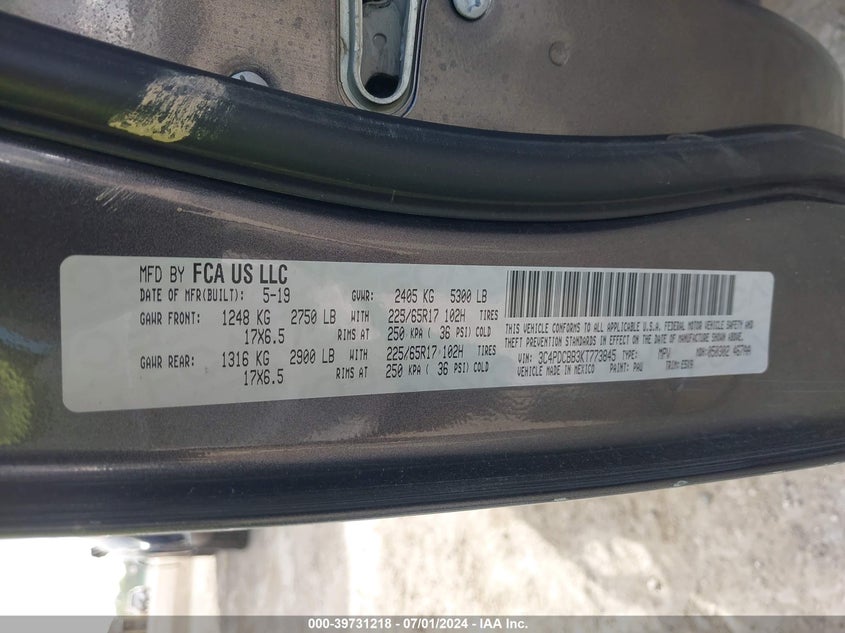 MFD BY FCA US LLC
DATE OF MFR(BUILT): 5-19 GVWR: 2405 KG 5300 LB
GAWR FRONT: 1248 KG 2750 LB WITH 225/65R17 102H TIRES
17X6.5 RIMS AT 250 KPA ( 36 PSI) COLD
GAWR REAR: 1316 KG 2900 LB WITH 225/65R17 102H TIRES
17X6.5 RIMS AT 250 KPA ( 36 PSI) COLD
THIS VEHICLE CONFORMS TO ALL APPLICABLE U.S.A. FEDERAL MOTOR VEHICLE SAFETY AND
THEFT PREVENTION STANDARDS IN EFFECT ON THE DATE OF MANUFACTURE SHOWN ABOVE.
VIN: 3C4PDCBB3KT773845 TYPE: MPV MDH: 050902 467AA
VEHICLE MADE IN MEXICO PAINT: PAU TRIM: E5X9
000-39731218 - 07/01/2024 - IAA Inc.